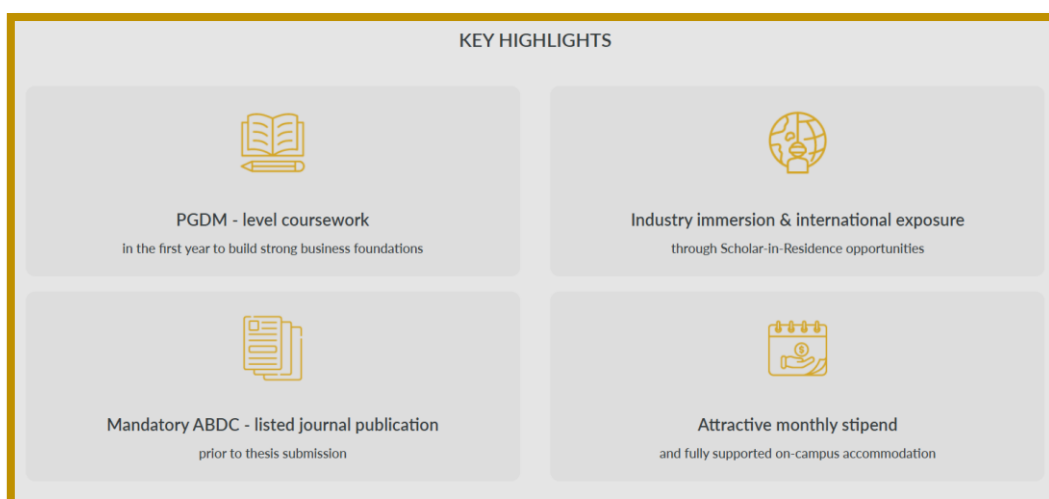 KEY HIGHLIGHTS
PGDM - level coursework
in the first year to build strong business foundations
Industry immersion & international exposure
through Scholar-in-Residence opportunities
Mandatory ABDC - listed journal publication
prior to thesis submission
Attractive monthly stipend
and fully supported on-campus accommodation